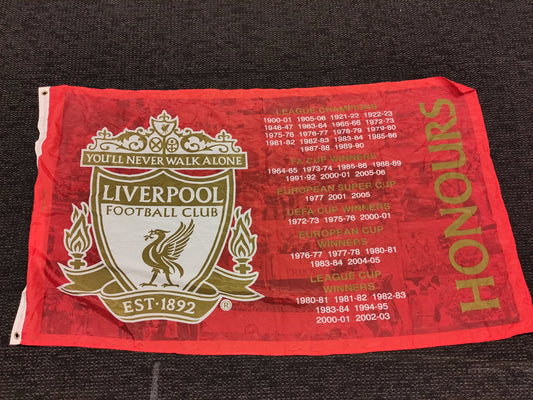 YOU'LL NEVER WALK ALONE
LIVERPOOL
FOOTBALL CLUB
EST·1892
®
LEAGUE CHAMPIONS
1900-01 1905-06 1921-22 1922-23
1946-47 1963-64 1965-66 1972-73
1975-76 1976-77 1978-79 1979-80
1981-82 1982-83 1983-84 1985-86
1987-88 1989-90
FA CUP WINNERS
1964-65 1973-74 1985-86 1988-89
1991-92 2000-01 2005-06
EUROPEAN SUPER CUP
1977 2001 2005
UEFA CUP WINNERS
1972-73 1975-76 2000-01
EUROPEAN CUP
WINNERS
1976-77 1977-78 1980-81
1983-84 2004-05
LEAGUE CUP
WINNERS
1980-81 1981-82 1982-83
1983-84 1994-95
2000-01 2002-03
HONOURS